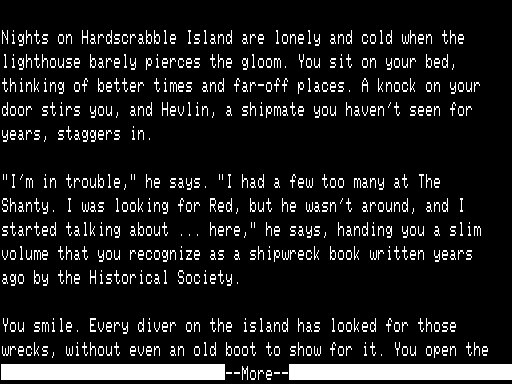 Nights on Hardscrabble Island are lonely and cold when the
lighthouse barely pierces the gloom. You sit on your bed,
thinking of better times and far-off places. A knock on your
door stirs you, and Hevlin, a shipmate you haven't seen for
years, staggers in.
"I'm in trouble," he says. "I had a few too many at The
Shanty. I was looking for Red, but he wasn't around, and I
started talking about ... here," he says, handing you a slim
volume that you recognize as a shipwreck book written years
ago by the Historical Society.
You smile. Every diver on the island has looked for those
wrecks, without even an old boot to show for it. You open the
--More--